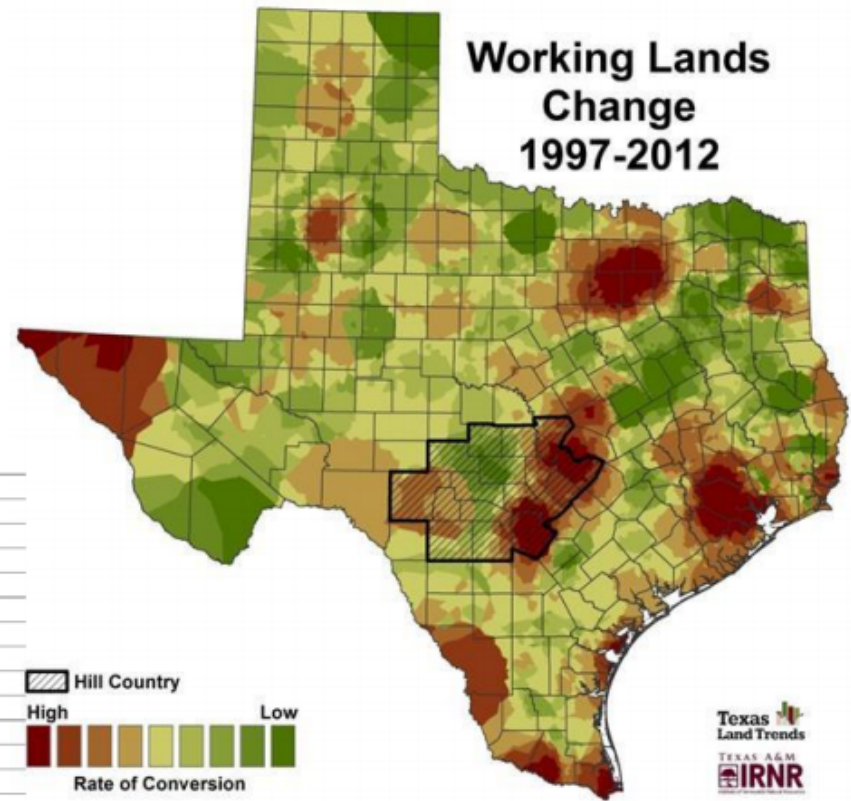 Working Lands
Change
1997-2012
Hill Country
High Low
Rate of Conversion
Texas
Land Trends
TEXAS A&M
IRNR